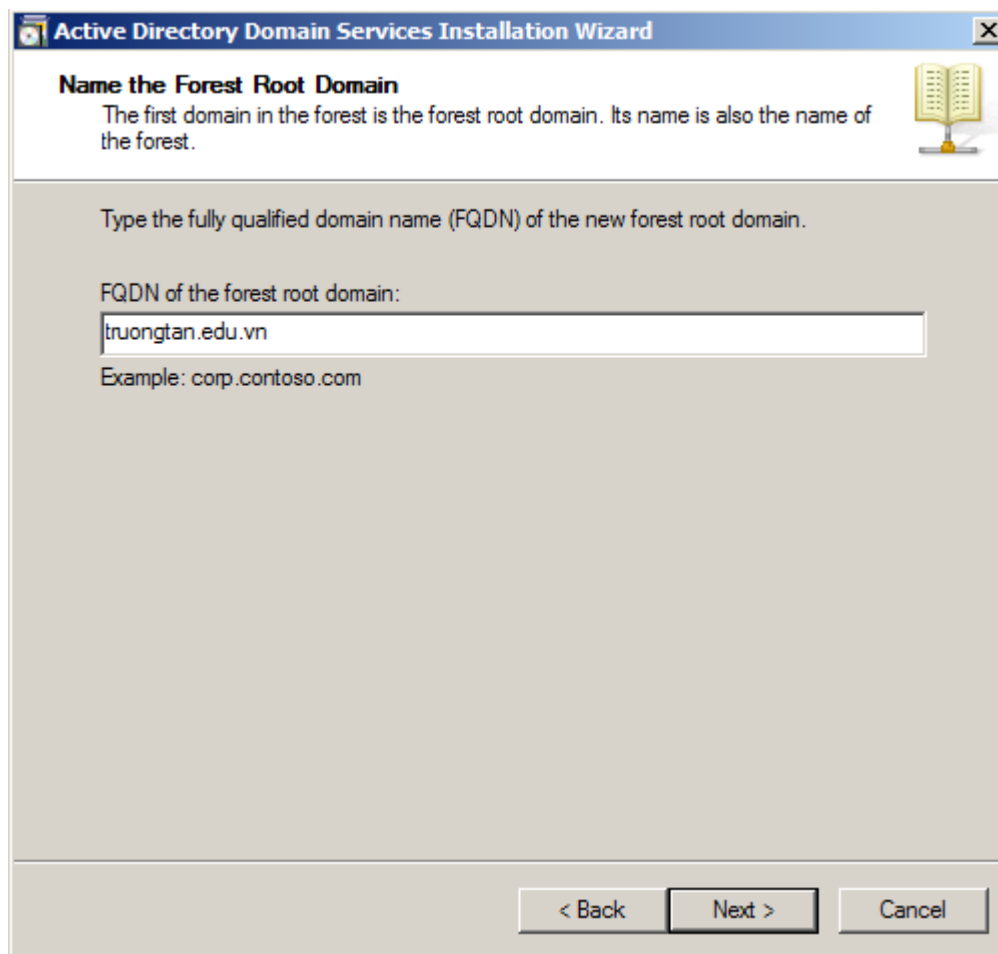 Active Directory Domain Services Installation Wizard
Name the Forest Root Domain
The first domain in the forest is the forest root domain. Its name is also the name of
the forest.
Type the fully qualified domain name (FQDN) of the new forest root domain.
FQDN of the forest root domain:
truongtan.edu.vn
Example: corp.contoso.com
< Back
Next >
Cancel